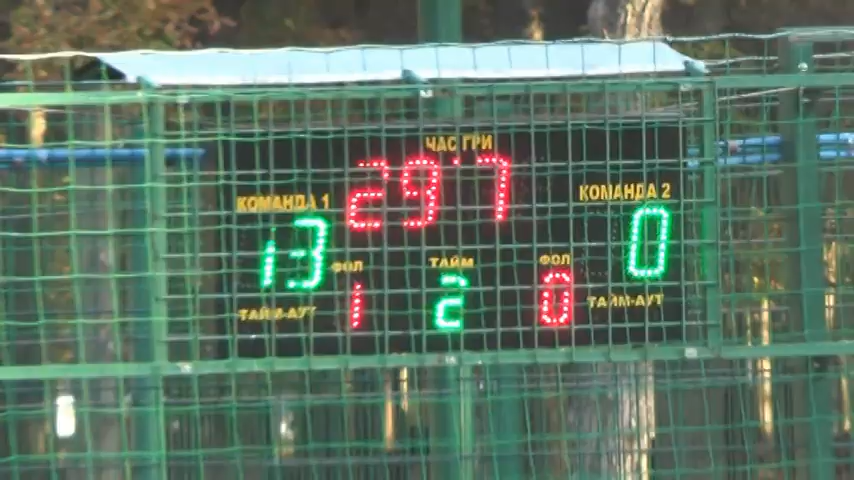 ЧАС ГРИ
29'7
КОМАНДА 1
КОМАНДА 2
13
0
ФОЛ
ТАЙМ
ФОЛ
1
2
0
ТАЙМ-АУТ
ТАЙМ-АУТ